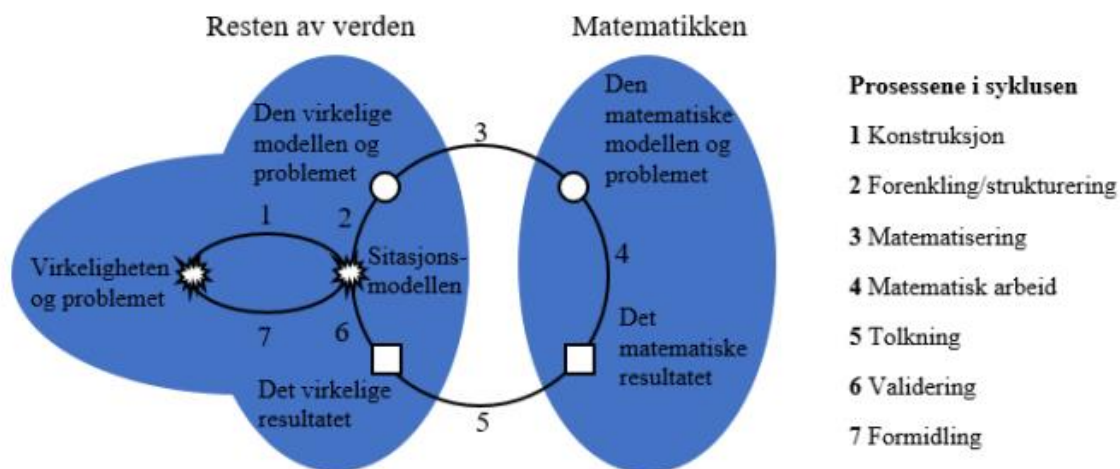 Resten av verden
Matematikken
Den virkelige
modellen og
problemet
3
Den
matematiske
modellen og
problemet
1
2
Virkeligheten
og problemet
Sitasjons-
modellen
4
7
6
Det virkelige
resultatet
Det
matematiske
resultatet
5
Prosessene i syklusen
1 Konstruksjon
2 Forenkling/strukturering
3 Matematisering
4 Matematisk arbeid
5 Tolkning
6 Validering
7 Formidling